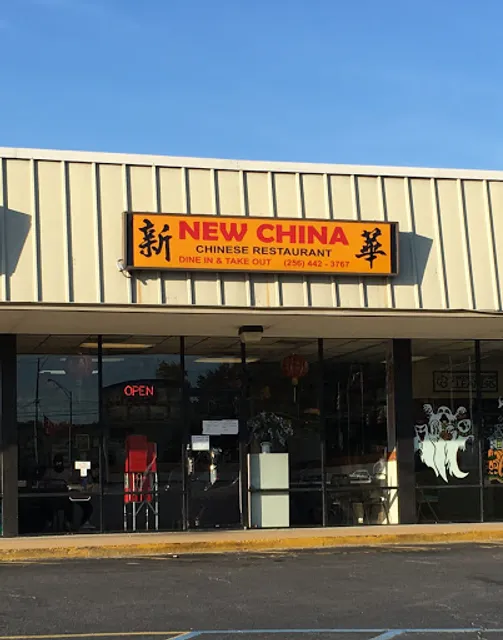 新 NEW CHINA 華
CHINESE RESTAURANT
DINE IN & TAKE OUT (256) 442 - 3767
OPEN